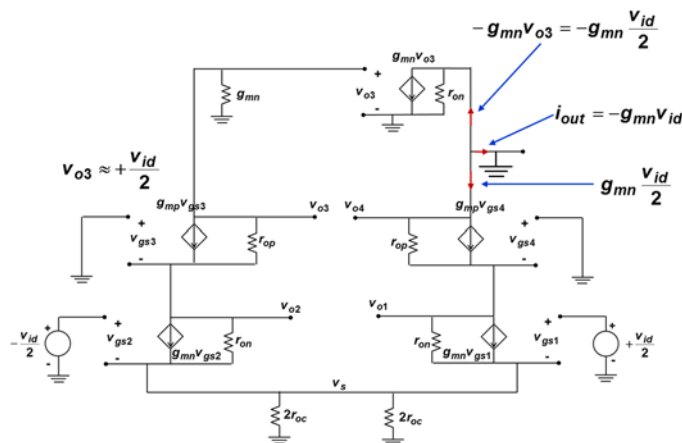 -g_{mn}v_{o3} = -g_{mn} \frac{v_{id}}{2}
g_{mn}v_{o3}
+
g_{mn}
v_{o3}
r_{on}
-
i_{out} = -g_{mn}v_{id}
v_{o3} ≈ +\frac{v_{id}}{2}
g_{mn} \frac{v_{id}}{2}
g_{mp}v_{gs3}
v_{o3}
v_{o4}
g_{mp}v_{gs4}
+
+
v_{gs3}
r_{op}
r_{op}
v_{gs4}
-
-
v_{o2}
v_{o1}
+
+
+
+
-\frac{v_{id}}{2}
v_{gs2}
r_{on}
r_{on}
v_{gs1}
+\frac{v_{id}}{2}
-
-
g_{mn}v_{gs2}
g_{mn}v_{gs1}
-
-
v_s
2r_{oc}
2r_{oc}